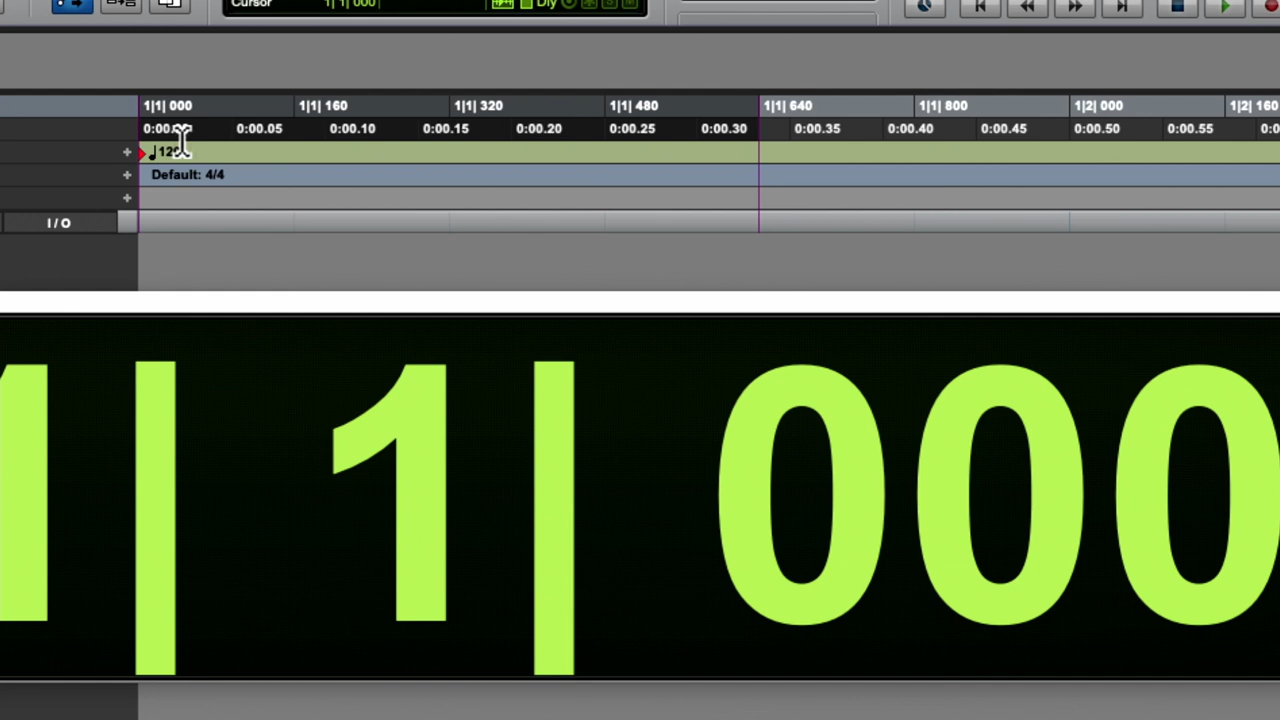 Cursor 1| 1| 000 Dly
1|1| 000 1|1| 160 1|1| 320 1|1| 480 1|1| 640 1|1| 800 1|2| 000 1|2| 160
0:00.05 0:00.10 0:00.15 0:00.20 0:00.25 0:00.30 0:00.35 0:00.40 0:00.45 0:00.50 0:00.55
Default: 4/4
I / O
1| 1| 000